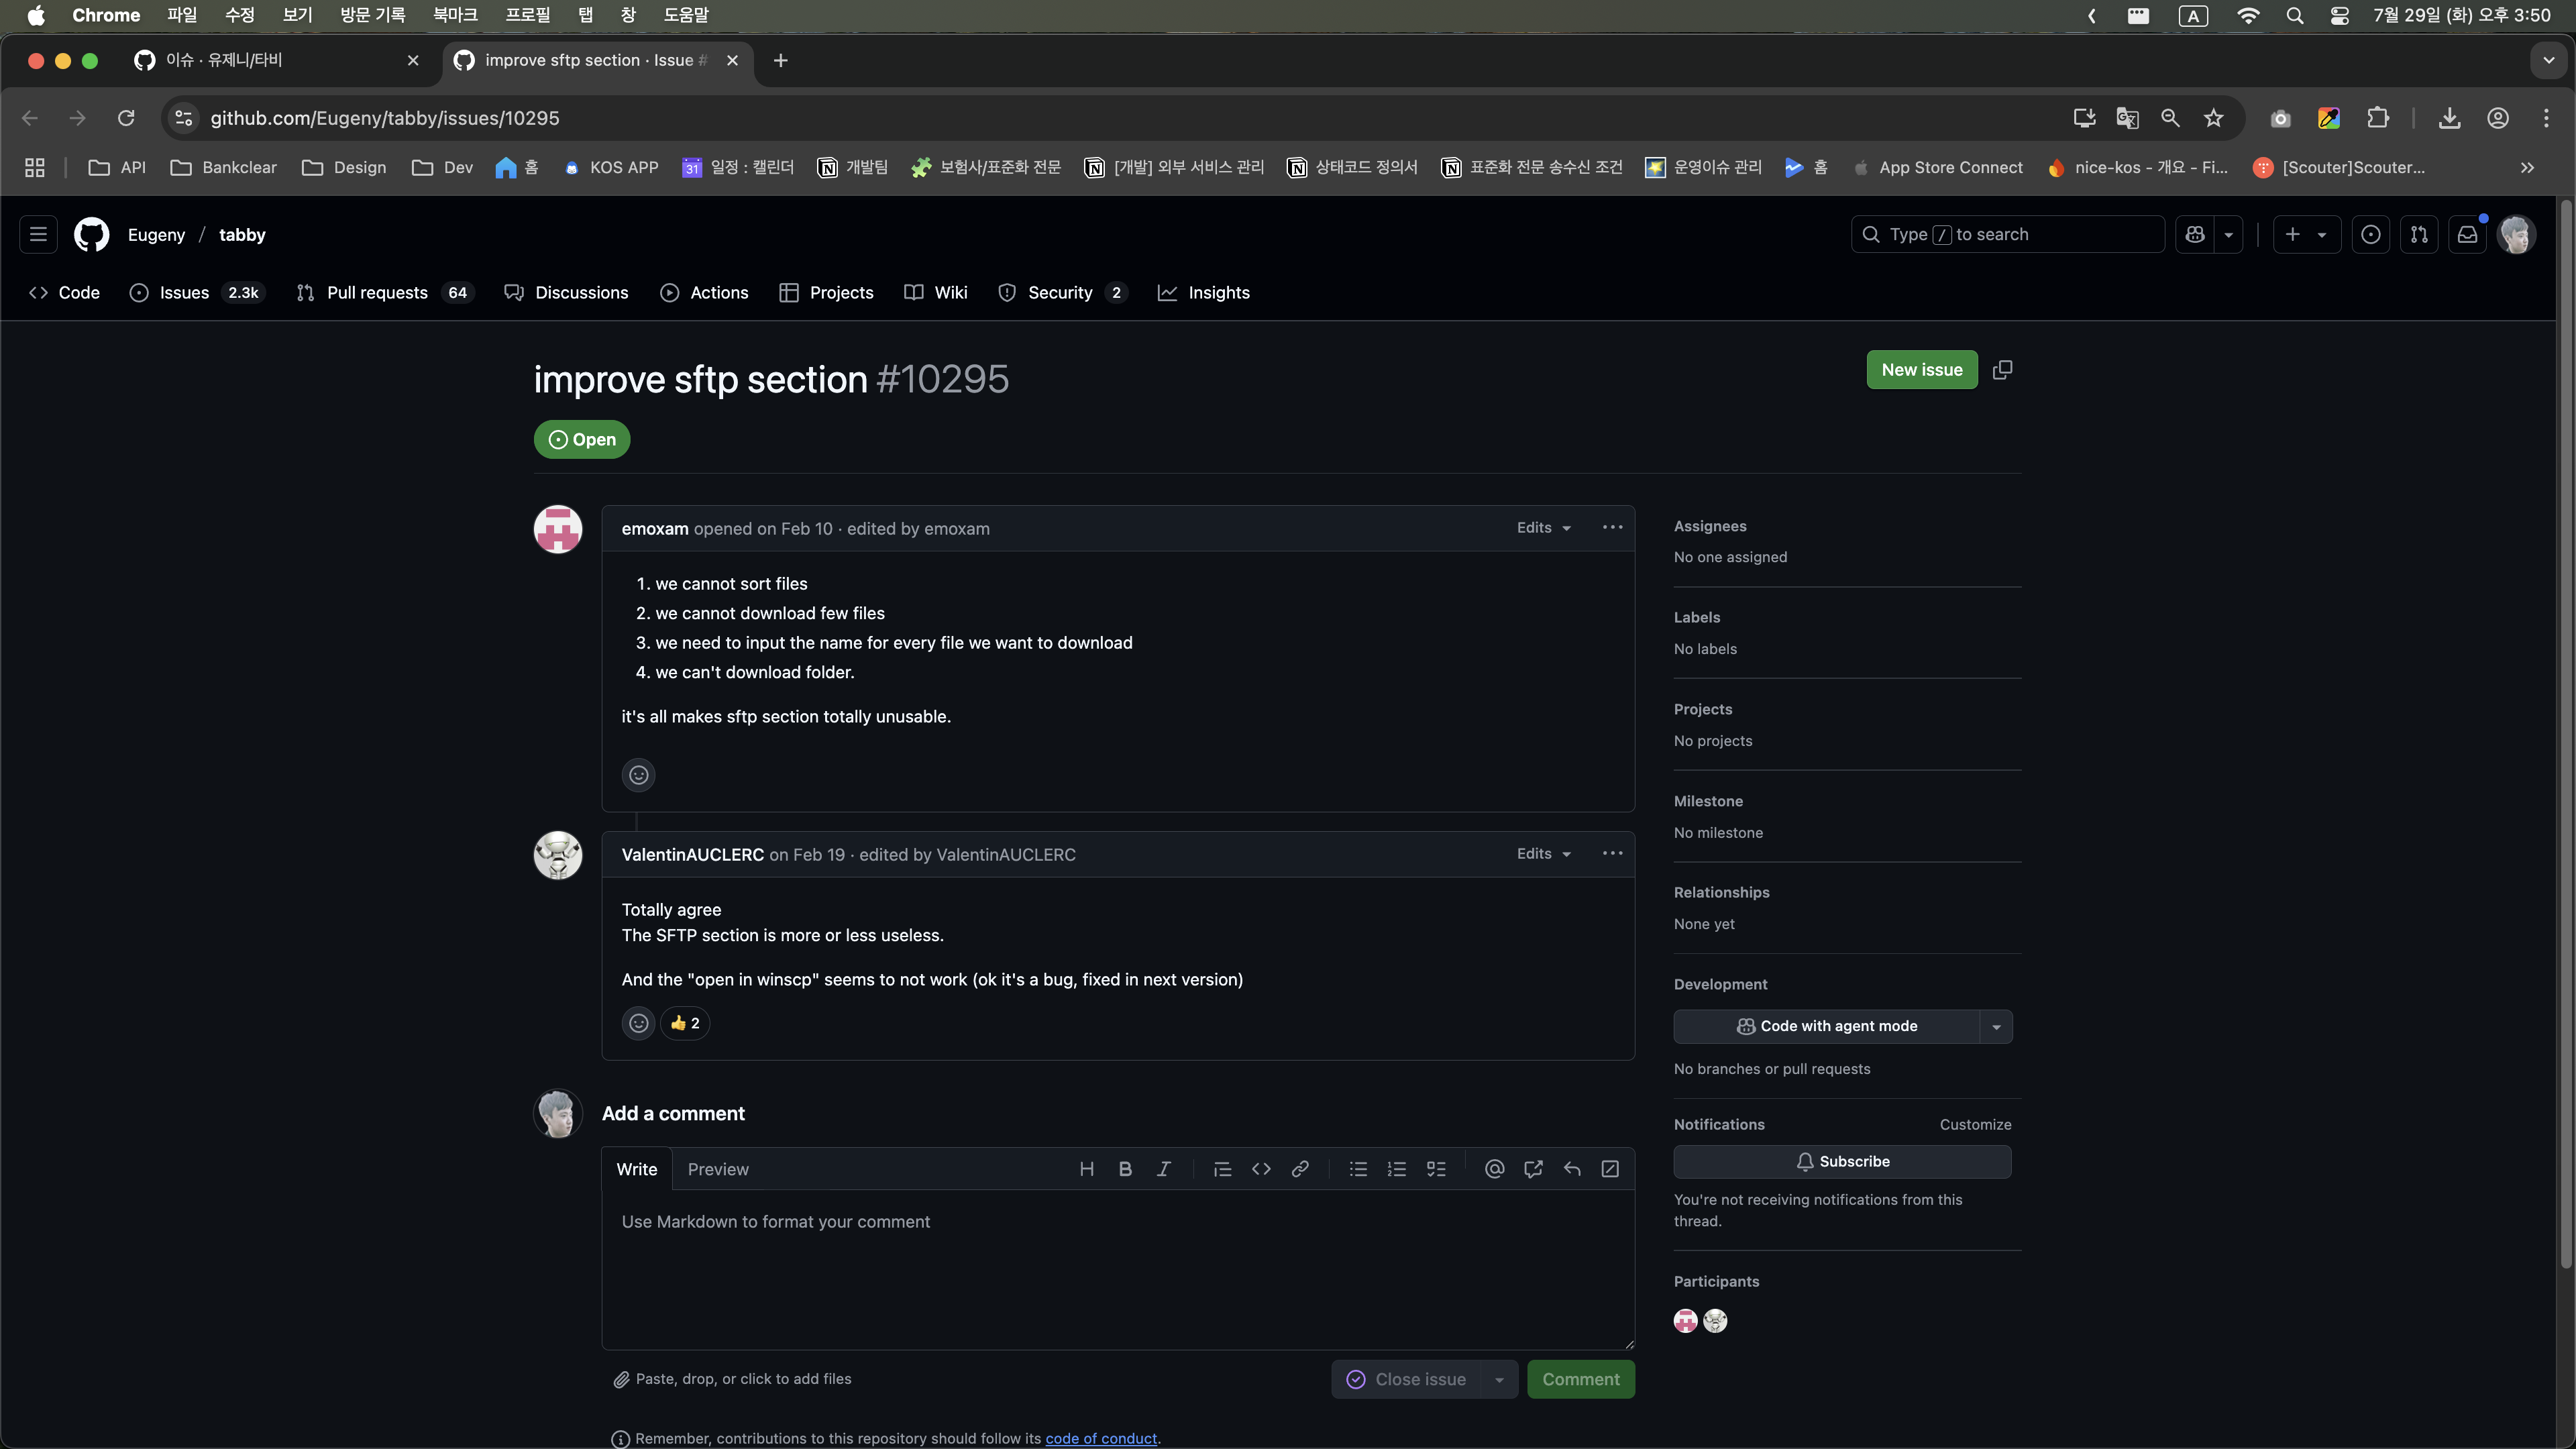 Chrome 파일 수정 보기 방문 기록 북마크 프로필 탭 창 도움말 A 7월 29일 (화) 오후 3:50
이슈 · 유제니/타비 improve sftp section · Issue #
github.com/Eugeny/tabby/issues/10295
API Bankclear Design Dev 홈 KOS APP 31 일정 : 캘린더 개발팀 보험사/표준화 전문 [개발] 외부 서비스 관리 상태코드 정의서 표준화 전문 송수신 조건 운영이슈 관리 홈 App Store Connect nice-kos - 개요 - Fi... [Scouter]Scouter...
Eugeny / tabby Type / to search
Code Issues 2.3k Pull requests 64 Discussions Actions Projects Wiki Security 2 Insights
improve sftp section #10295 New issue
Open
emoxam opened on Feb 10 · edited by emoxam Edits
1. we cannot sort files
2. we cannot download few files
3. we need to input the name for every file we want to download
4. we can't download folder.
it's all makes sftp section totally unusable.
ValentinAUCLERC on Feb 19 · edited by ValentinAUCLERC Edits
Totally agree
The SFTP section is more or less useless.
And the "open in winscp" seems to not work (ok it's a bug, fixed in next version)
👍 2
Add a comment
Write Preview
Use Markdown to format your comment
Paste, drop, or click to add files Close issue Comment
Remember, contributions to this repository should follow its code of conduct.
Assignees
No one assigned
Labels
No labels
Projects
No projects
Milestone
No milestone
Relationships
None yet
Development
Code with agent mode
No branches or pull requests
Notifications Customize
Subscribe
You're not receiving notifications from this
thread.
Participants